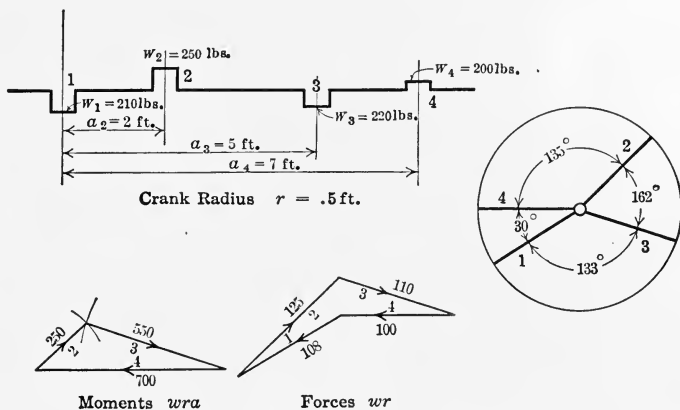 W₂ = 250 lbs.
W₄ = 200 lbs.
1
2
3
4
W₁ = 210 lbs.
W₃ = 220 lbs.
a₂ = 2 ft.
a₃ = 5 ft.
a₄ = 7 ft.
Crank Radius r = .5 ft.
135°
2
4
162°
30°
1
3
133°
250
2
550
3
4
700
Moments wra
125
2
3
110
1
108
4
100
Forces wr